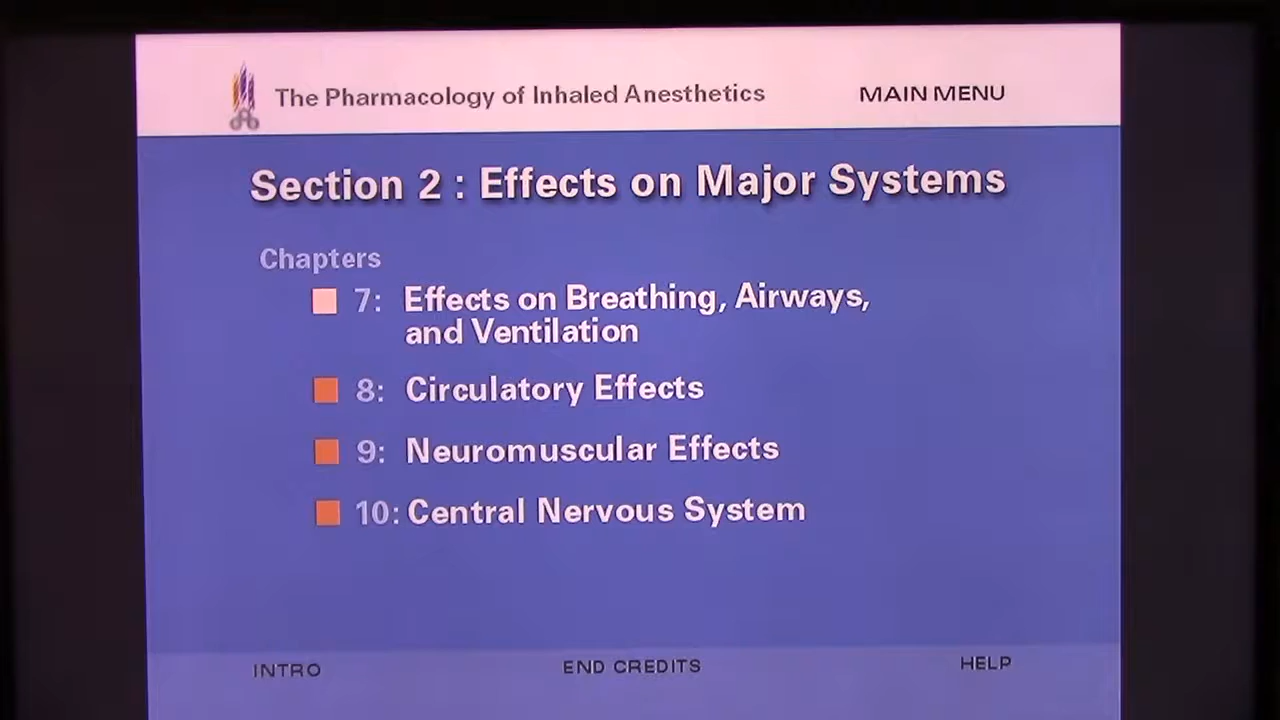 The Pharmacology of Inhaled Anesthetics MAIN MENU
Section 2 : Effects on Major Systems
Chapters
7: Effects on Breathing, Airways,
and Ventilation
8: Circulatory Effects
9: Neuromuscular Effects
10: Central Nervous System
INTRO END CREDITS HELP